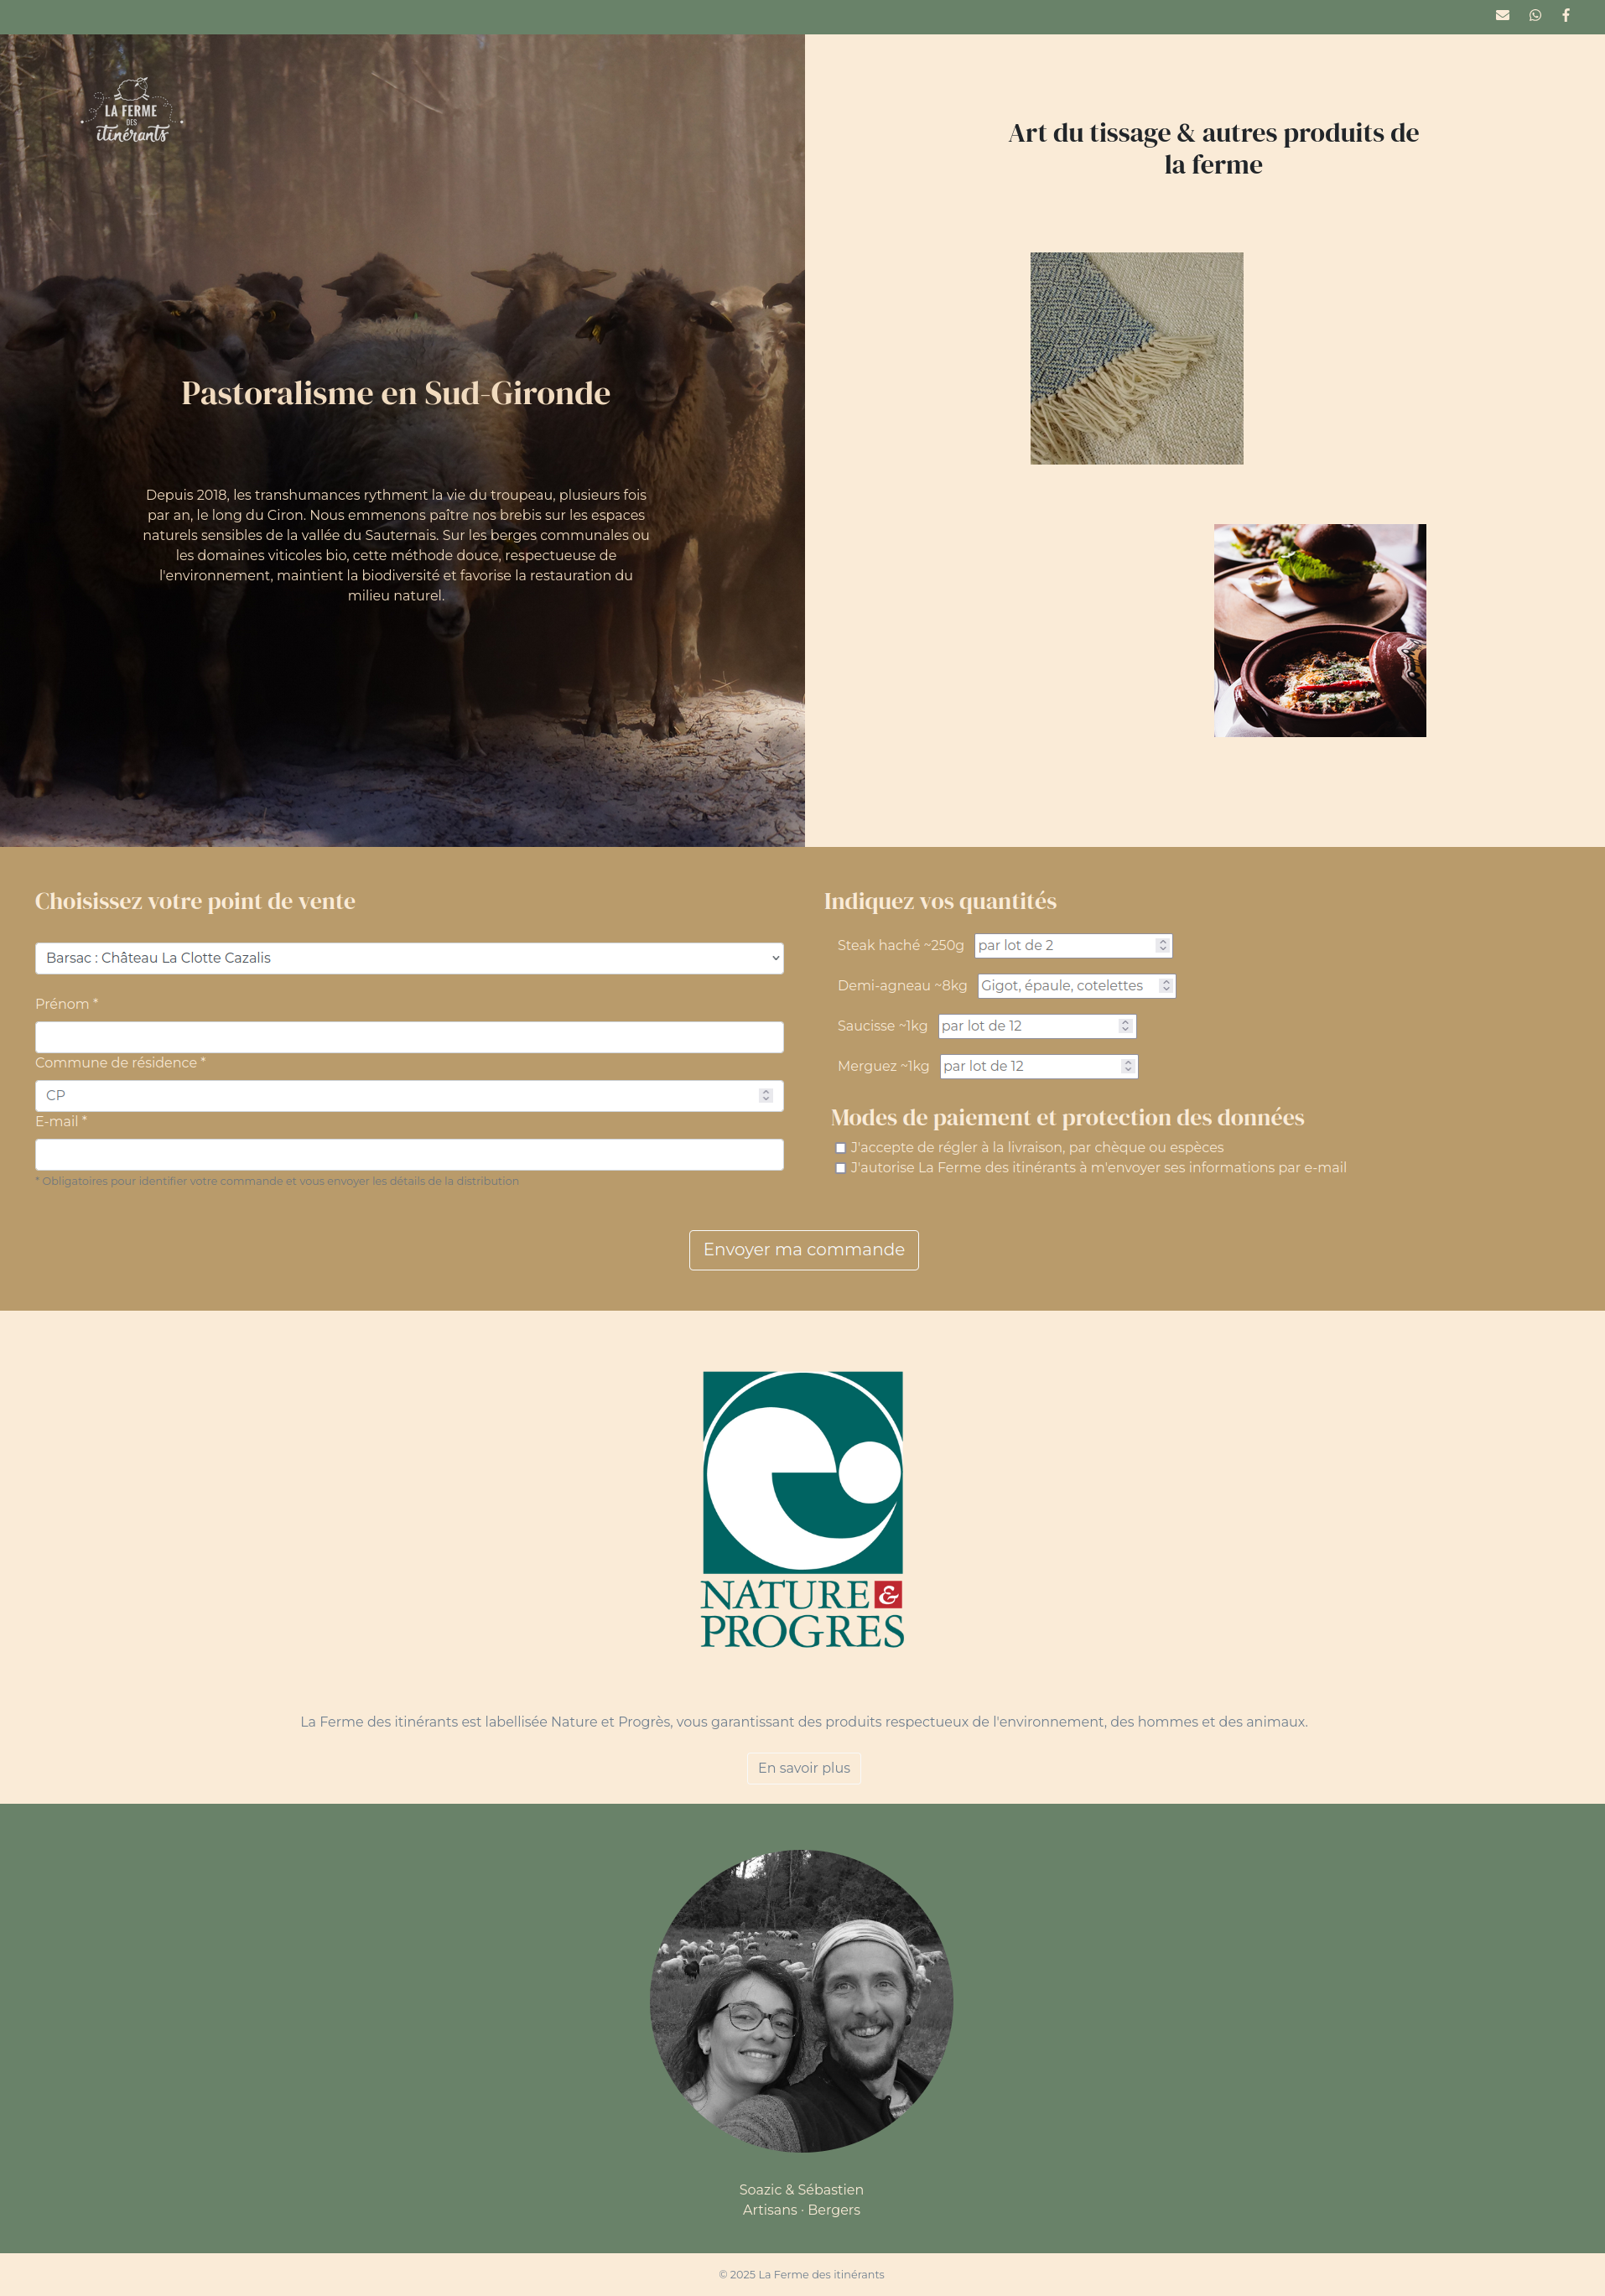 LA FERME
DES
itinérants
Pastoralisme en Sud-Gironde
Depuis 2018, les transhumances rythment la vie du troupeau, plusieurs fois
par an, le long du Ciron. Nous emmenons paître nos brebis sur les espaces
naturels sensibles de la vallée du Sauternais. Sur les berges communales ou
les domaines viticoles bio, cette méthode douce, respectueuse de
l'environnement, maintient la biodiversité et favorise la restauration du
milieu naturel.
Art du tissage & autres produits de
la ferme
Choisissez votre point de vente
Barsac : Château La Clotte Cazalis
Prénom *
Commune de résidence *
CP
E-mail *
* Obligatoires pour identifier votre commande et vous envoyer les détails de la distribution
Indiquez vos quantités
Steak haché ~250g par lot de 2
Demi-agneau ~8kg Gigot, épaule, cotelettes
Saucisse ~1kg par lot de 12
Merguez ~1kg par lot de 12
Modes de paiement et protection des données
J'accepte de régler à la livraison, par chèque ou espèces
J'autorise La Ferme des itinérants à m'envoyer ses informations par e-mail
Envoyer ma commande
NATURE &
PROGRES
La Ferme des itinérants est labellisée Nature et Progrès, vous garantissant des produits respectueux de l'environnement, des hommes et des animaux.
En savoir plus
Soazic & Sébastien
Artisans · Bergers
© 2025 La Ferme des itinérants